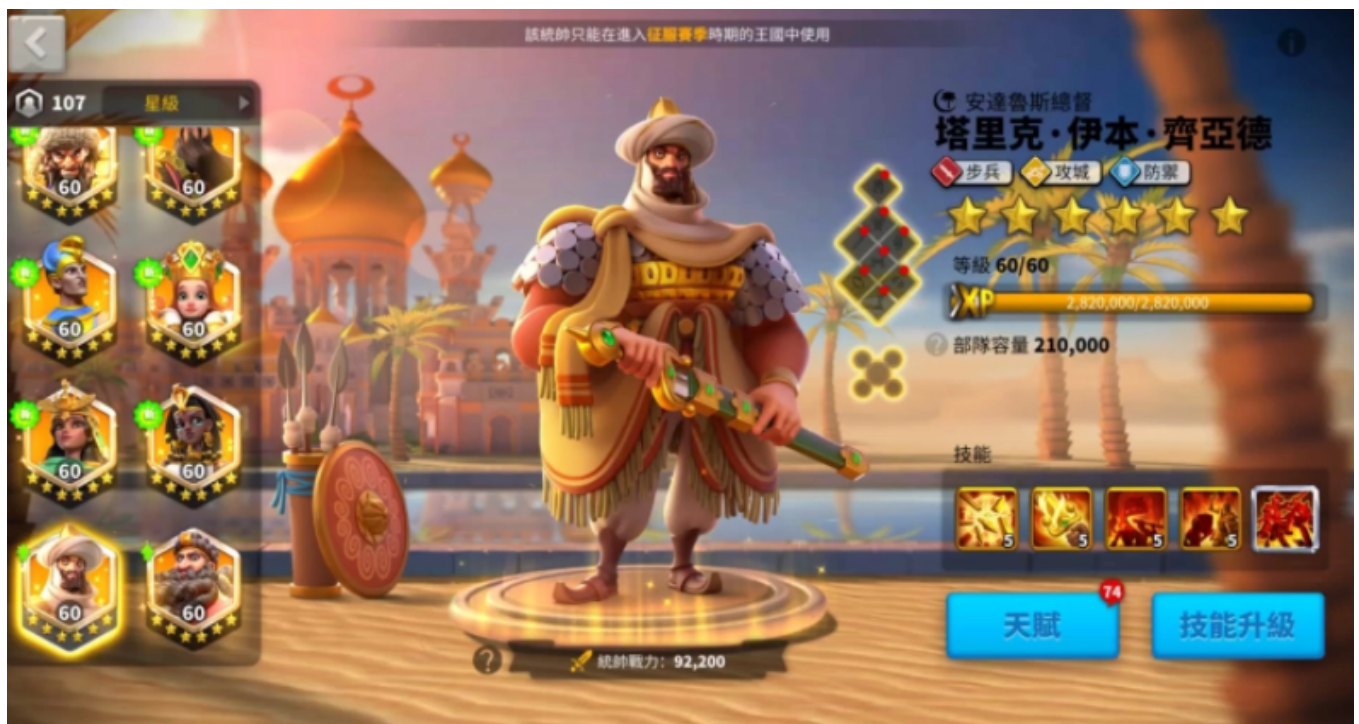 該統帥只能在進入征服賽季時期的王國中使用
107 星級
60 60
60 60
60 60
60 60
安達魯斯總督
塔里克·伊本·齊亞德
步兵 攻城 防禦
等級 60/60
XP 2,820,000/2,820,000
部隊容量 210,000
技能
5 5 5 5
天賦 74 技能升級
統帥戰力: 92,200